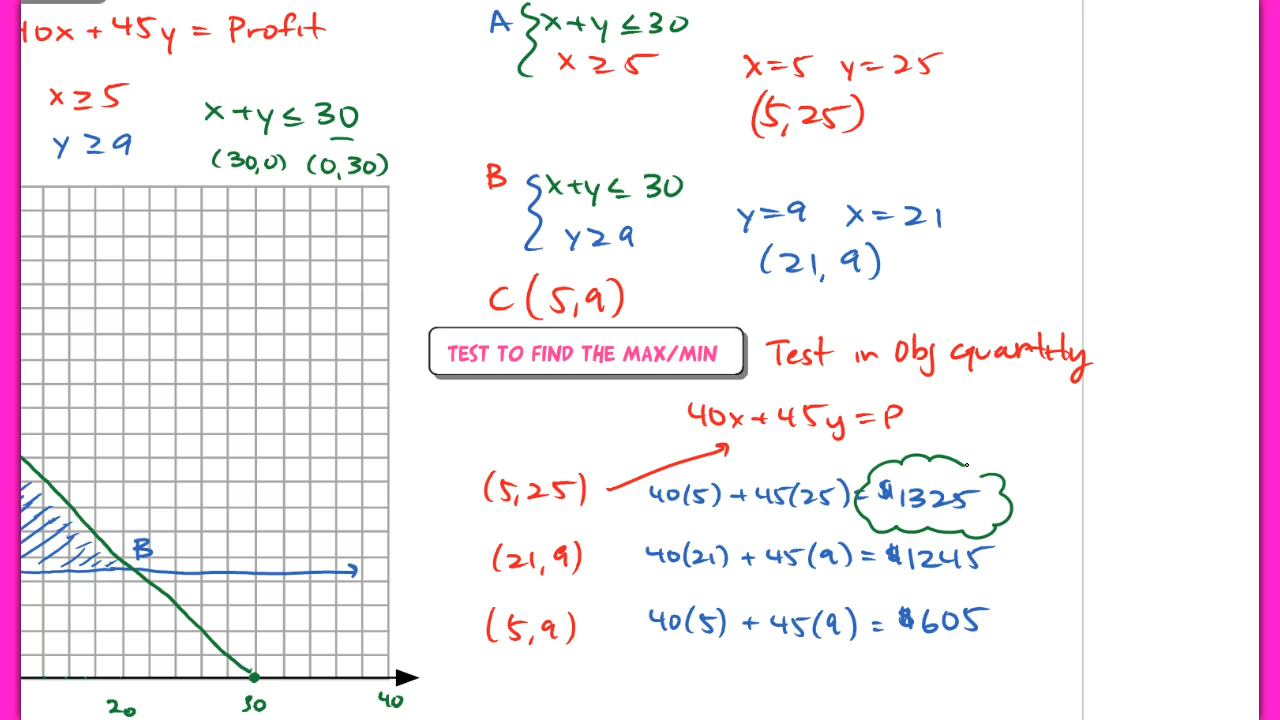 40x + 45y = Profit
x ≥ 5
y ≥ 9
x + y ≤ 30
(30,0) (0,30)
B
20
30
40
A { x+y ≤ 30
x ≥ 5
x=5 y=25
(5,25)
B { x+y ≤ 30
y ≥ 9
y=9 x=21
(21, 9)
C (5,9)
TEST TO FIND THE MAX/MIN
Test in Obj quantity
40x + 45y = P
(5,25) 40(5) + 45(25) = $1325
(21, 9) 40(21) + 45(9) = $1245
(5, 9) 40(5) + 45(9) = $605